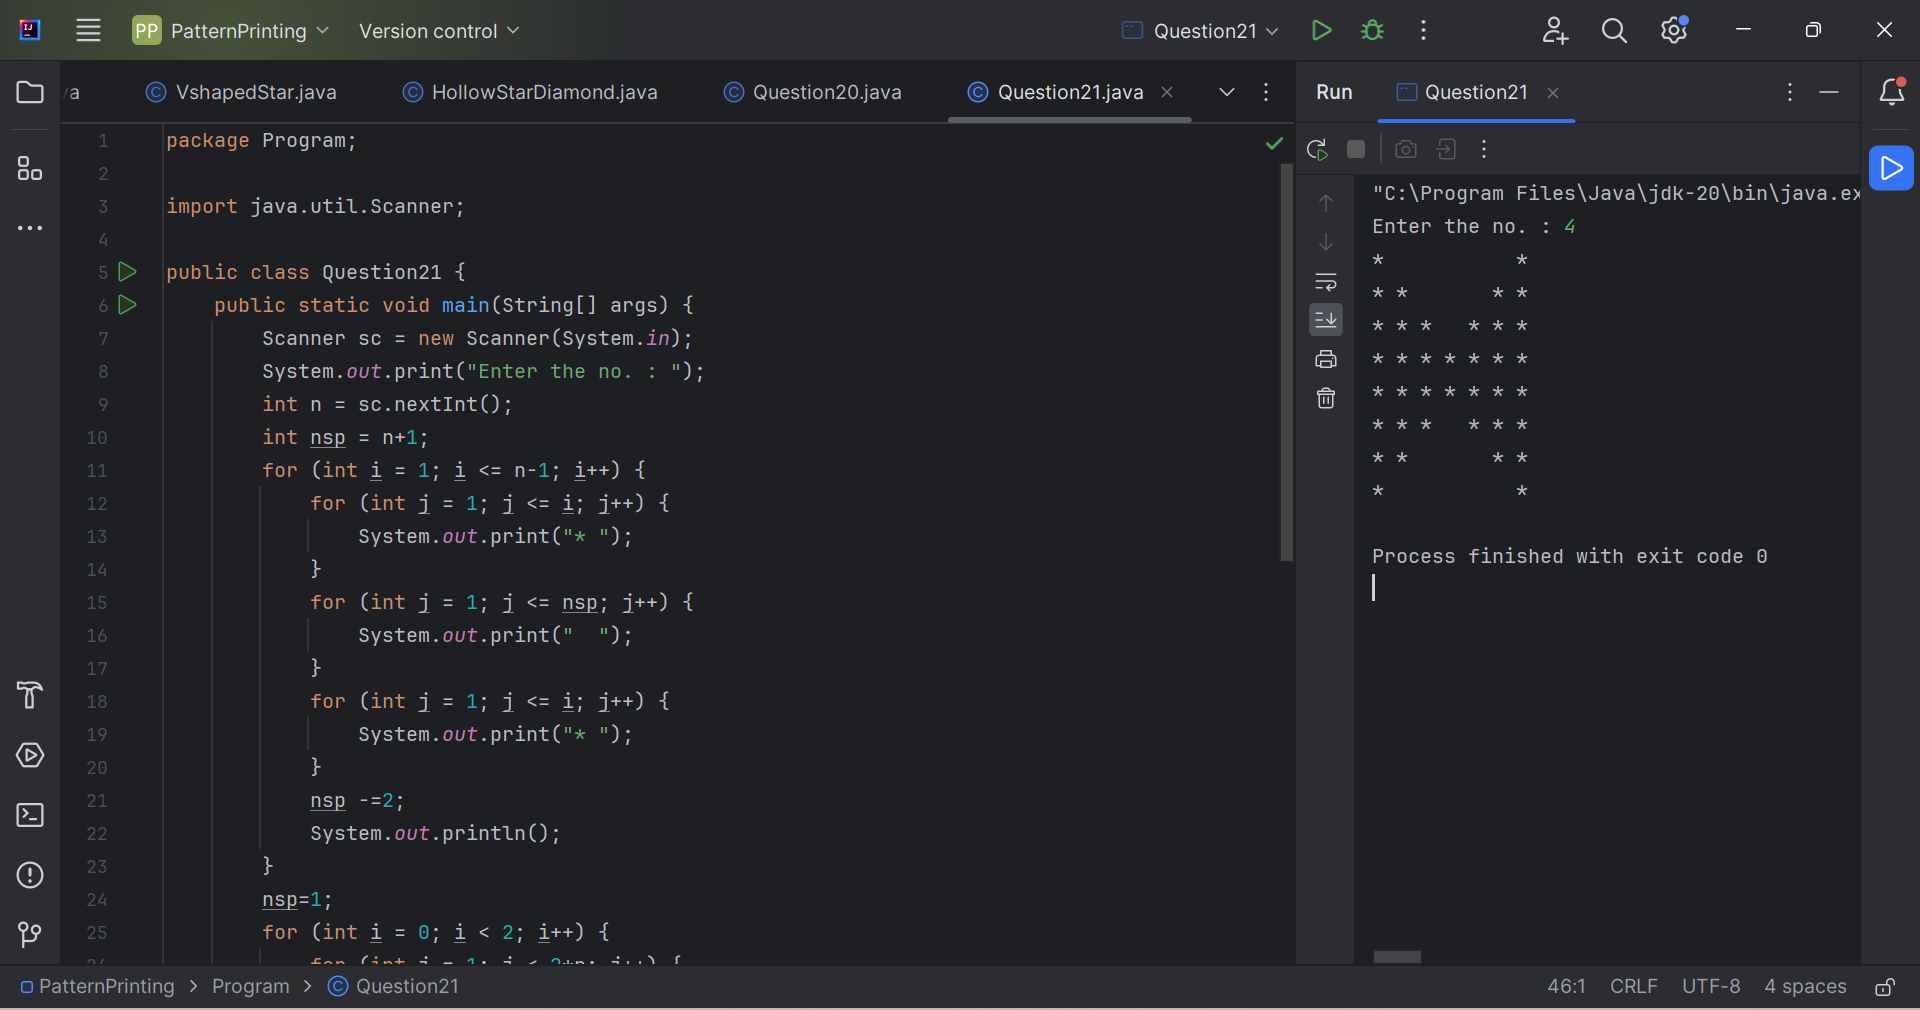 PP PatternPrinting Version control Question21
/a VshapedStar.java HollowStarDiamond.java Question20.java Question21.java
1 package Program;
2
3 import java.util.Scanner;
4
5 public class Question21 {
6 public static void main(String[] args) {
7 Scanner sc = new Scanner(System.in);
8 System.out.print("Enter the no. : ");
9 int n = sc.nextInt();
10 int nsp = n+1;
11 for (int i = 1; i <= n-1; i++) {
12 for (int j = 1; j <= i; j++) {
13 System.out.print("* ");
14 }
15 for (int j = 1; j <= nsp; j++) {
16 System.out.print("  ");
17 }
18 for (int j = 1; j <= i; j++) {
19 System.out.print("* ");
20 }
21 nsp -=2;
22 System.out.println();
23 }
24 nsp=1;
25 for (int i = 0; i < 2; i++) {
Run Question21
"C:\Program Files\Java\jdk-20\bin\java.ex
Enter the no. : 4
*           *
* *       * *
* * *   * * *
* * * * * * *
* * * * * * *
* * *   * * *
* *       * *
*           *
Process finished with exit code 0
PatternPrinting > Program > Question21
46:1 CRLF UTF-8 4 spaces